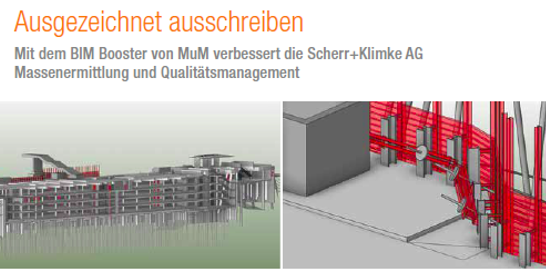 Ausgezeichnet ausschreiben
Mit dem BIM Booster von MuM verbessert die Scherr+Klimke AG
Massenermittlung und Qualitätsmanagement